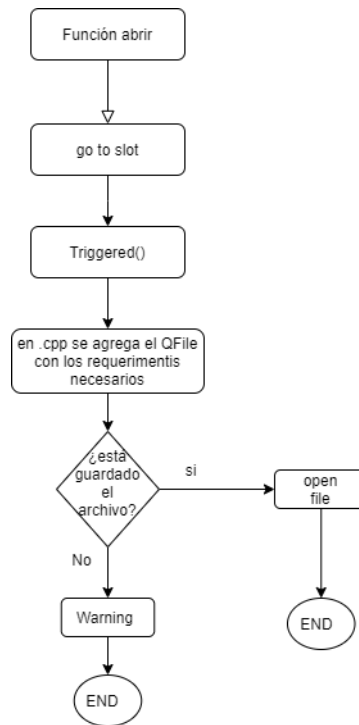 Función abrir
go to slot
Triggered()
en .cpp se agrega el QFile
con los requerimentis
necesarios
¿está
guardado
el
archivo?
si
open
file
No
Warning
END
END